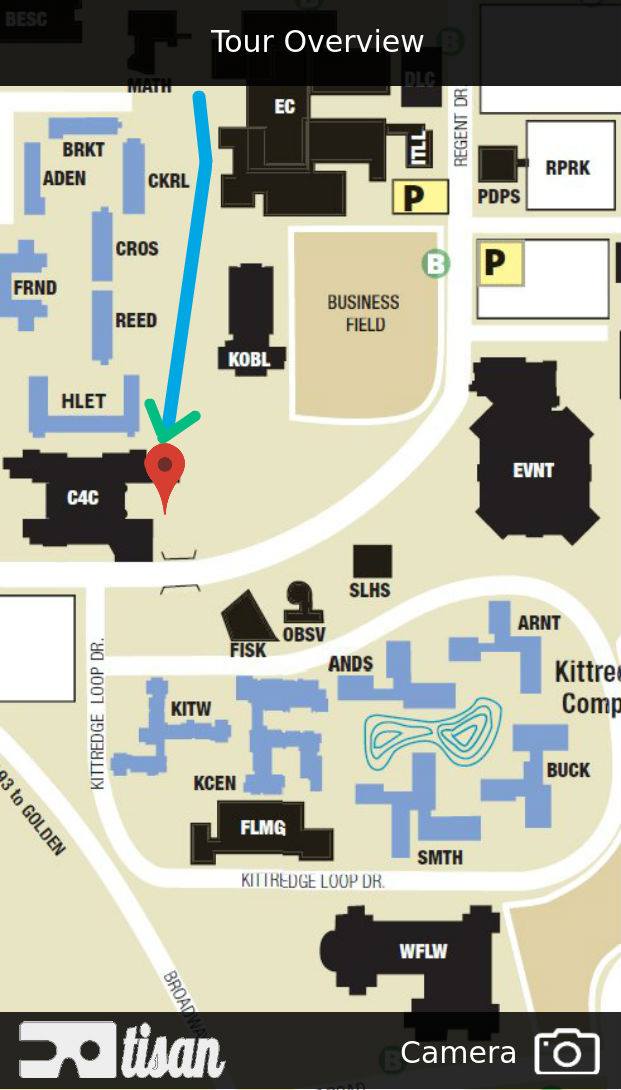 BESC
B
Tour Overview
B
MATH
DLC
EC
BRKT
ITLL
REGENT DR.
ADEN
CKRL
P
PDPS
RPRK
CROS
B
P
FRND
BUSINESS
FIELD
REED
KOBL
HLET
C4C
EVNT
SLHS
FISK
OBSV
ARNT
ANDS
Kittre
Comp
KITTREDGE LOOP DR.
KITW
KCEN
BUCK
93 to GOLDEN
FLMG
SMTH
KITTREDGE LOOP DR.
WFLW
BROADWA
tisan
Camera
B